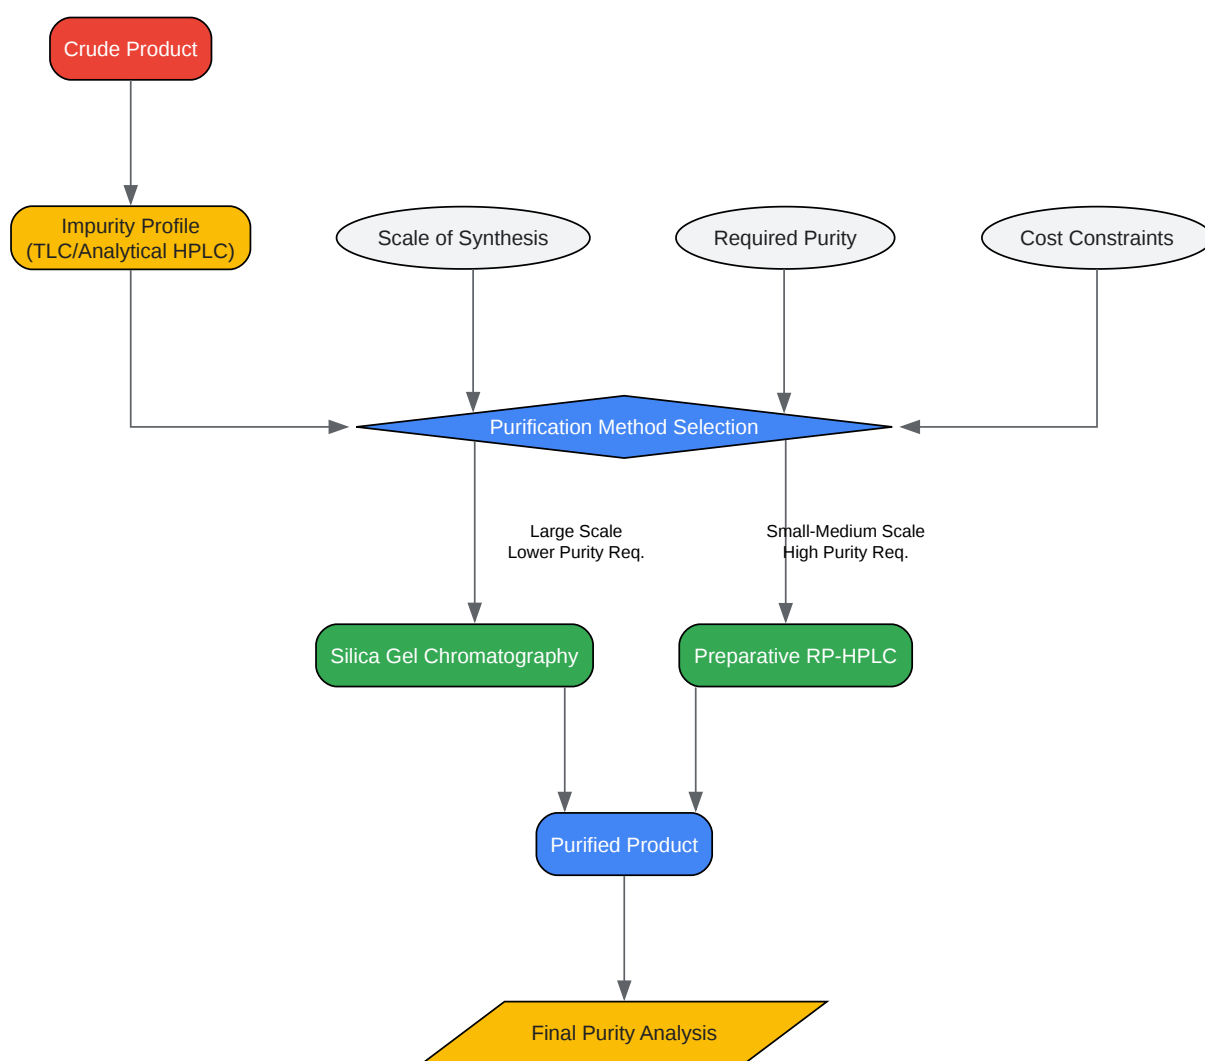 Crude Product
Impurity Profile
(TLC/Analytical HPLC)
Scale of Synthesis
Required Purity
Cost Constraints
Purification Method Selection
Large Scale
Lower Purity Req.
Small-Medium Scale
High Purity Req.
Silica Gel Chromatography
Preparative RP-HPLC
Purified Product
Final Purity Analysis